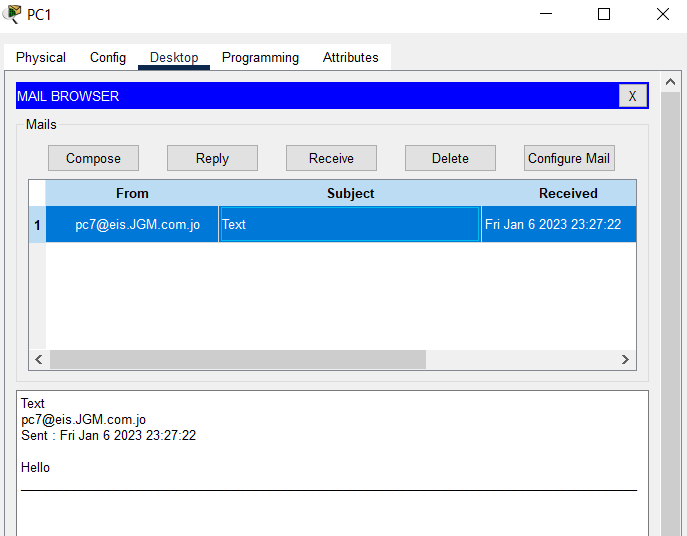 PC1
Physical Config Desktop Programming Attributes
MAIL BROWSER X
Mails
Compose Reply Receive Delete Configure Mail
From Subject Received
1 pc7@eis.JGM.com.jo Text Fri Jan 6 2023 23:27:22
Text
pc7@eis.JGM.com.jo
Sent : Fri Jan 6 2023 23:27:22
Hello